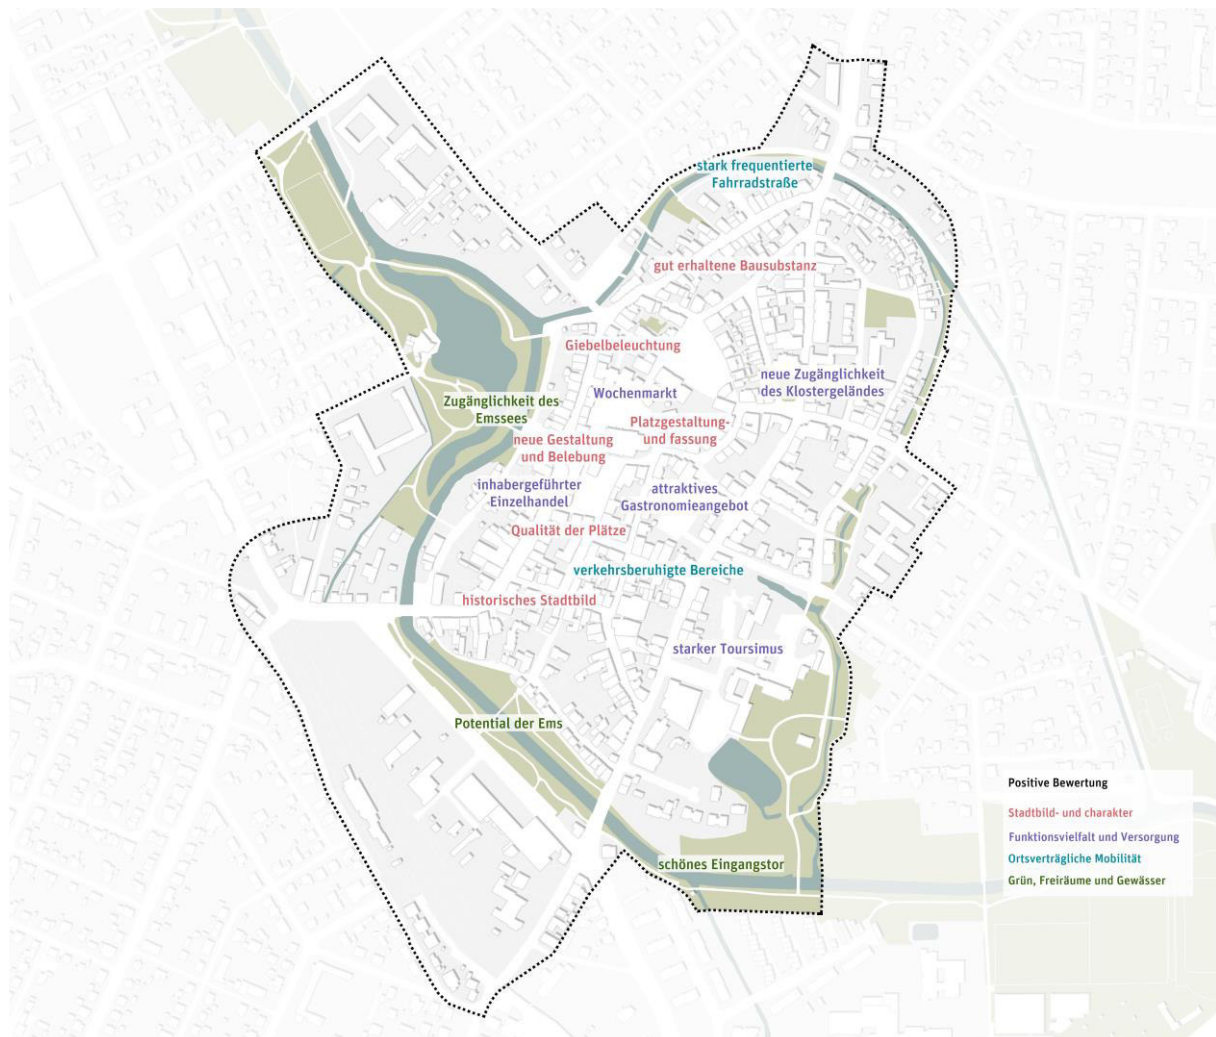 stark frequentierte
Fahrradstraße
gut erhaltene Bausubstanz
Giebelbeleuchtung
neue Zugänglichkeit
des Klostergeländes
Wochenmarkt
Zugänglichkeit des
Emssees
Platzgestaltung-
und fassung
neue Gestaltung
und Belebung
inhabergeführter
Einzelhandel
attraktives
Gastronomieangebot
Qualität der Plätze
verkehrsberuhigte Bereiche
historisches Stadtbild
starker Toursimus
Potential der Ems
schönes Eingangstor
Positive Bewertung
Stadtbild- und charakter
Funktionsvielfalt und Versorgung
Ortsverträgliche Mobilität
Grün, Freiräume und Gewässer